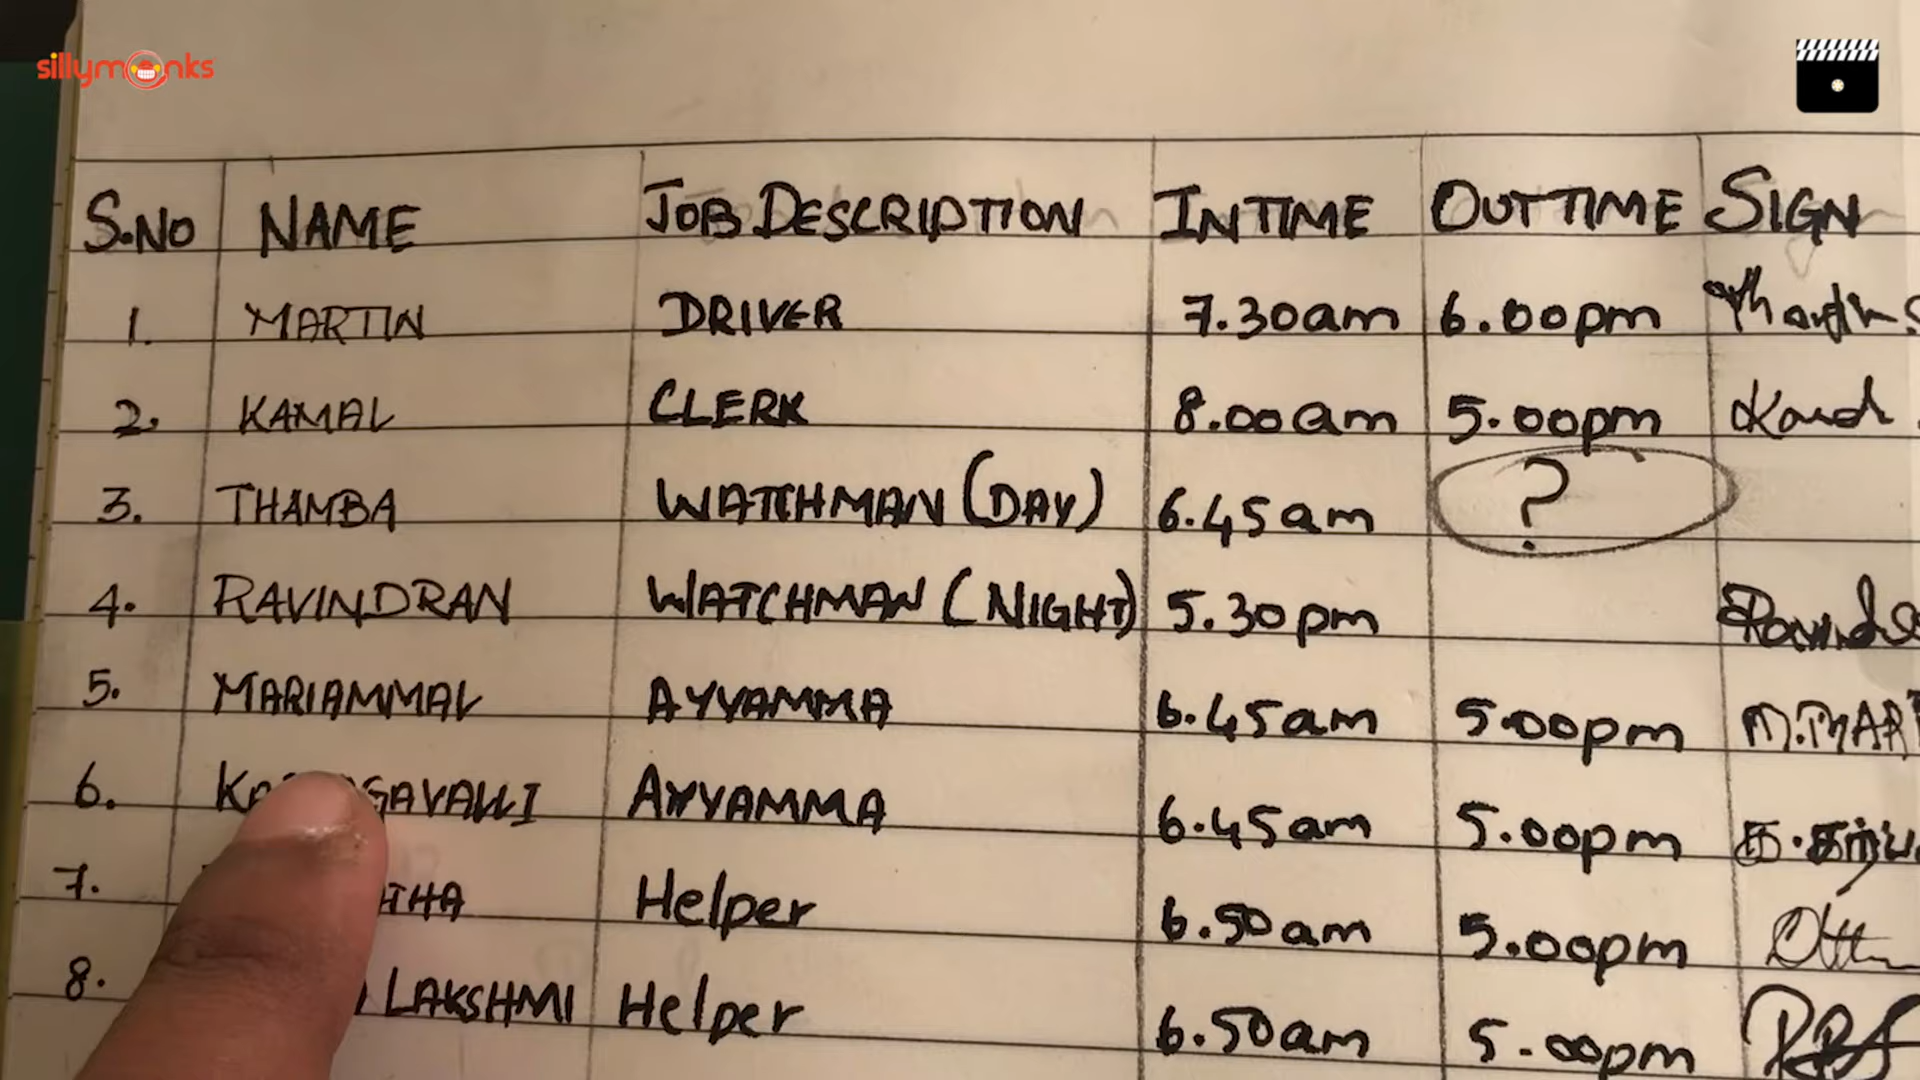 sillymonks
S.NO NAME JOB DESCRIPTION INTIME OUTTIME SIGN
1. MARTIN DRIVER 7.30am 6.00pm
2. KAMAL CLERK 8.00am 5.00pm
3. THAMBA WATCHMAN (DAY) 6.45am ?
4. RAVINDRAN WATCHMAN (NIGHT) 5.30pm
5. MARIAMMAL AYYAMMA 6.45am 5.00pm
6. AYYAMMA 6.45am 5.00pm
7. Helper 6.50am 5.00pm
8. LAKSHMI Helper 6.50am 5.00pm